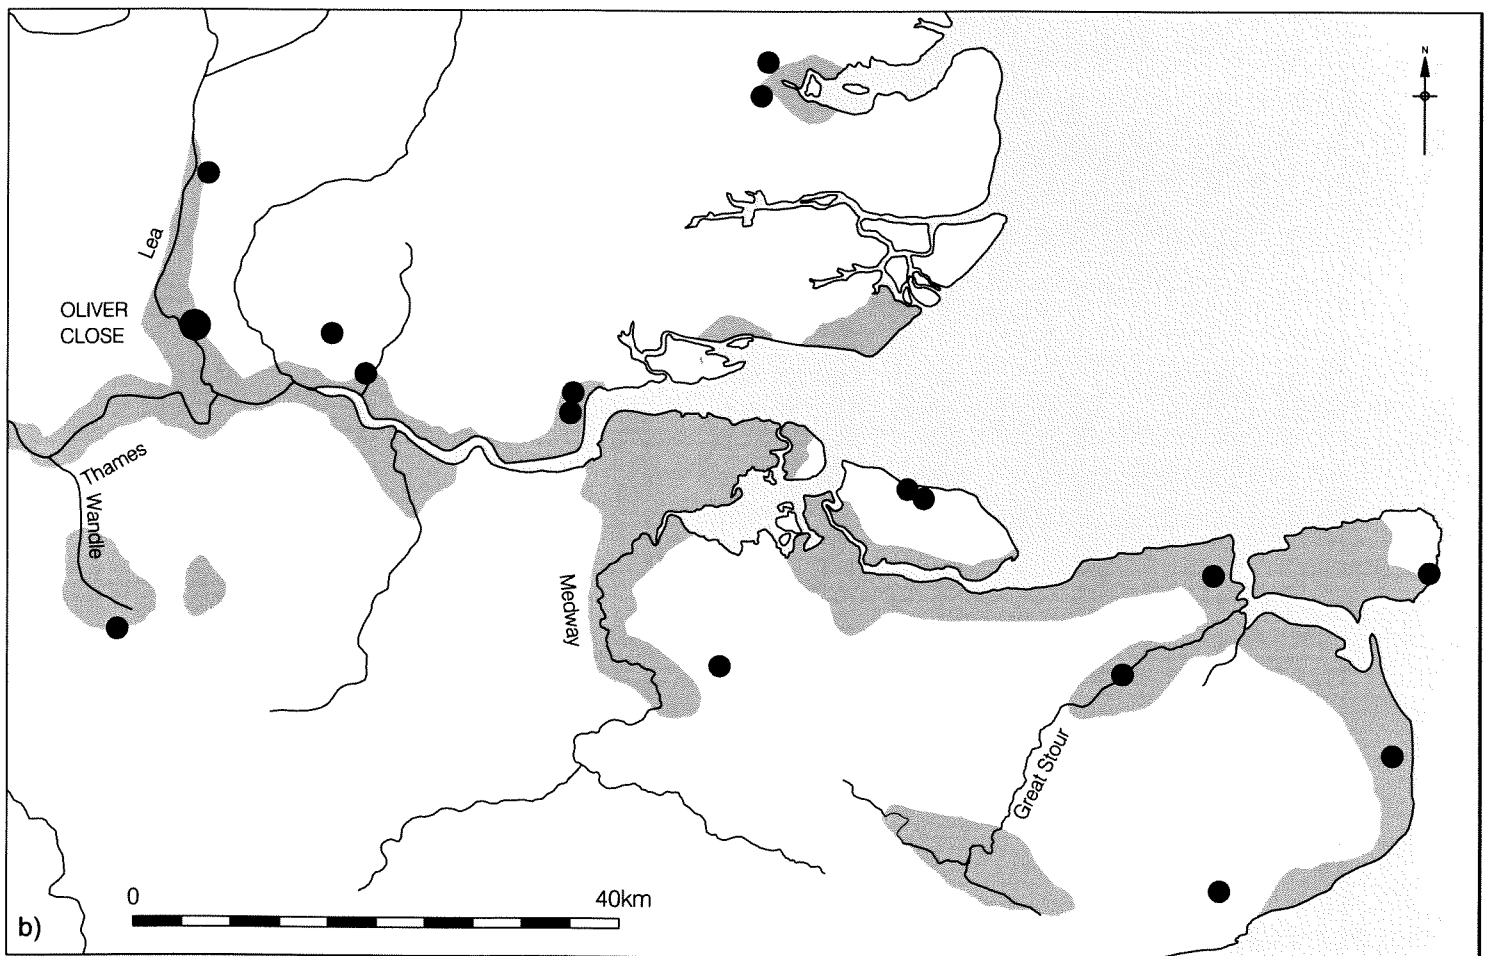 N
Lea
OLIVER
CLOSE
Thames
Wandle
Medway
Great Stour
0 40km
b)